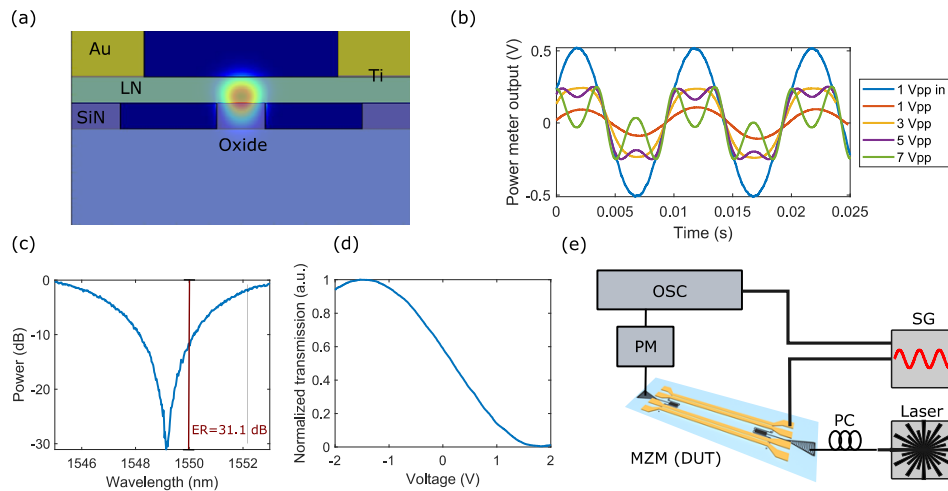 (a)
Au
Ti
LN
SiN
Oxide
(b)
Power meter output (V)
0.5
0
-0.5
0
0.005
0.01
0.015
0.02
0.025
Time (s)
1 Vpp in
1 Vpp
3 Vpp
5 Vpp
7 Vpp
(c)
Power (dB)
0
-10
-20
-30
ER=31.1 dB
1546
1548
1550
1552
Wavelength (nm)
(d)
Normalized transmission (a.u.)
1
0.8
0.6
0.4
0.2
0
-2
-1
0
1
2
Voltage (V)
(e)
OSC
PM
SG
PC
Laser
MZM (DUT)